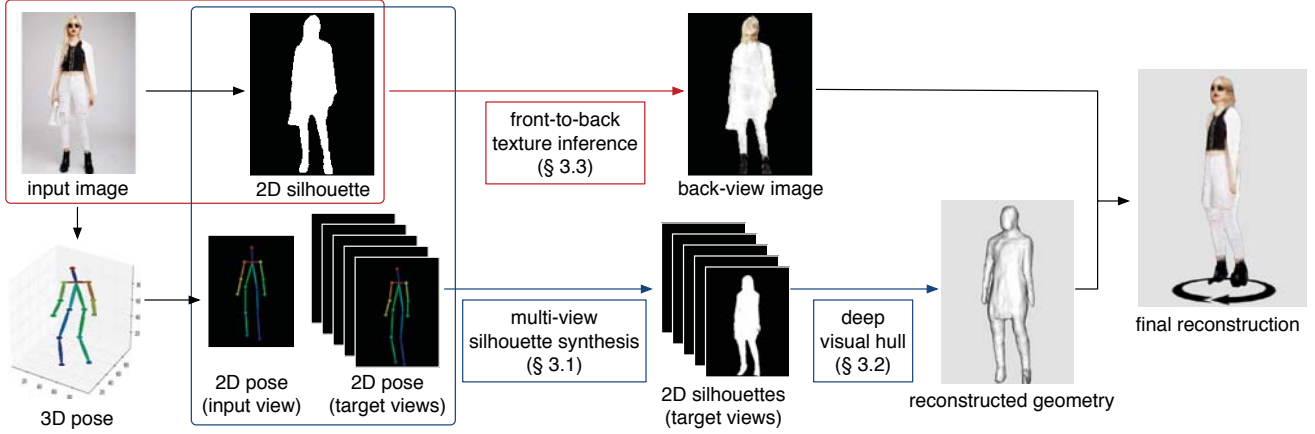 input image
2D silhouette
front-to-back
texture inference
(§ 3.3)
back-view image
3D pose
2D pose
(input view)
2D pose
(target views)
multi-view
silhouette synthesis
(§ 3.1)
2D silhouettes
(target views)
deep
visual hull
(§ 3.2)
reconstructed geometry
final reconstruction